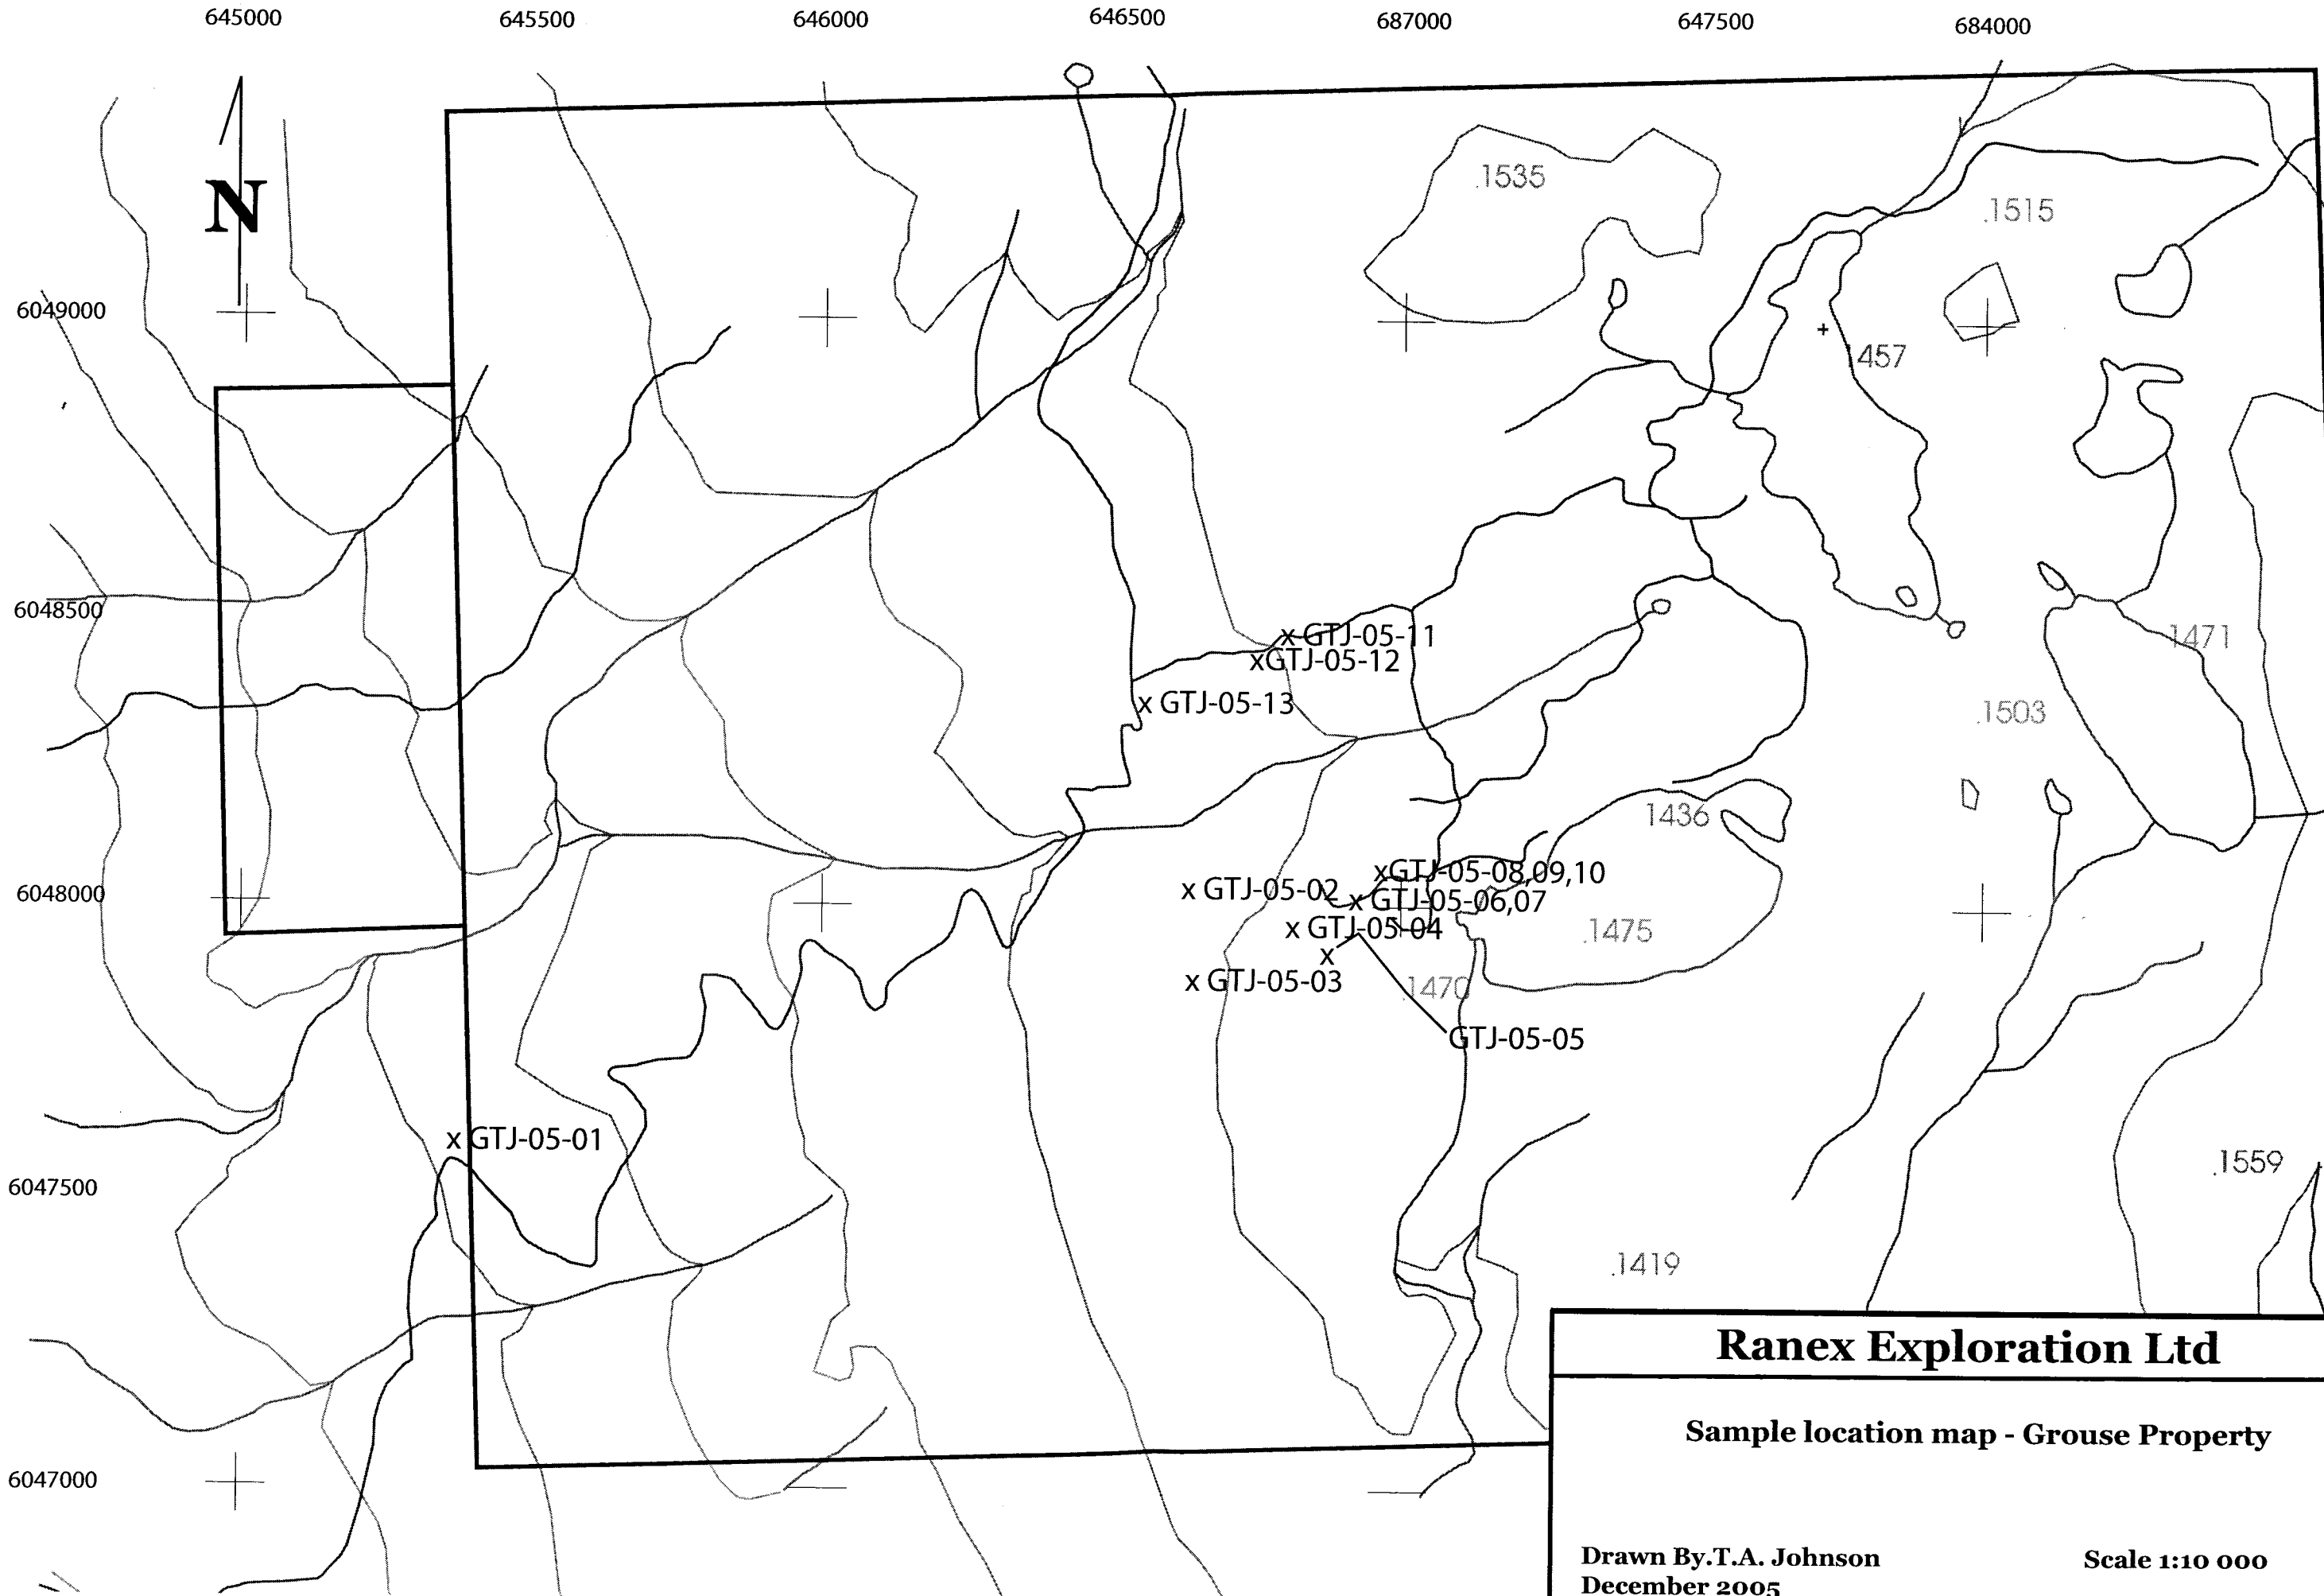 645000 645500 646000 646500 687000 647500 684000
.1535
N
.1515
6049000
1457
6048500
x GTJ-05-11
1471
xGTJ-05-12
x GTJ-05-13
.1503
1436
xGTJ-05-08,09,10
6048000
x GTJ-05-02
x GTJ-05-06,07
x GTJ-05-04
.1475
x
x GTJ-05-03
.1470
GTJ-05-05
x GTJ-05-01
.1559
6047500
.1419
Ranex Exploration Ltd
Sample location map - Grouse Property
6047000
Drawn By.T.A. Johnson
Scale 1:10 000
December 2005